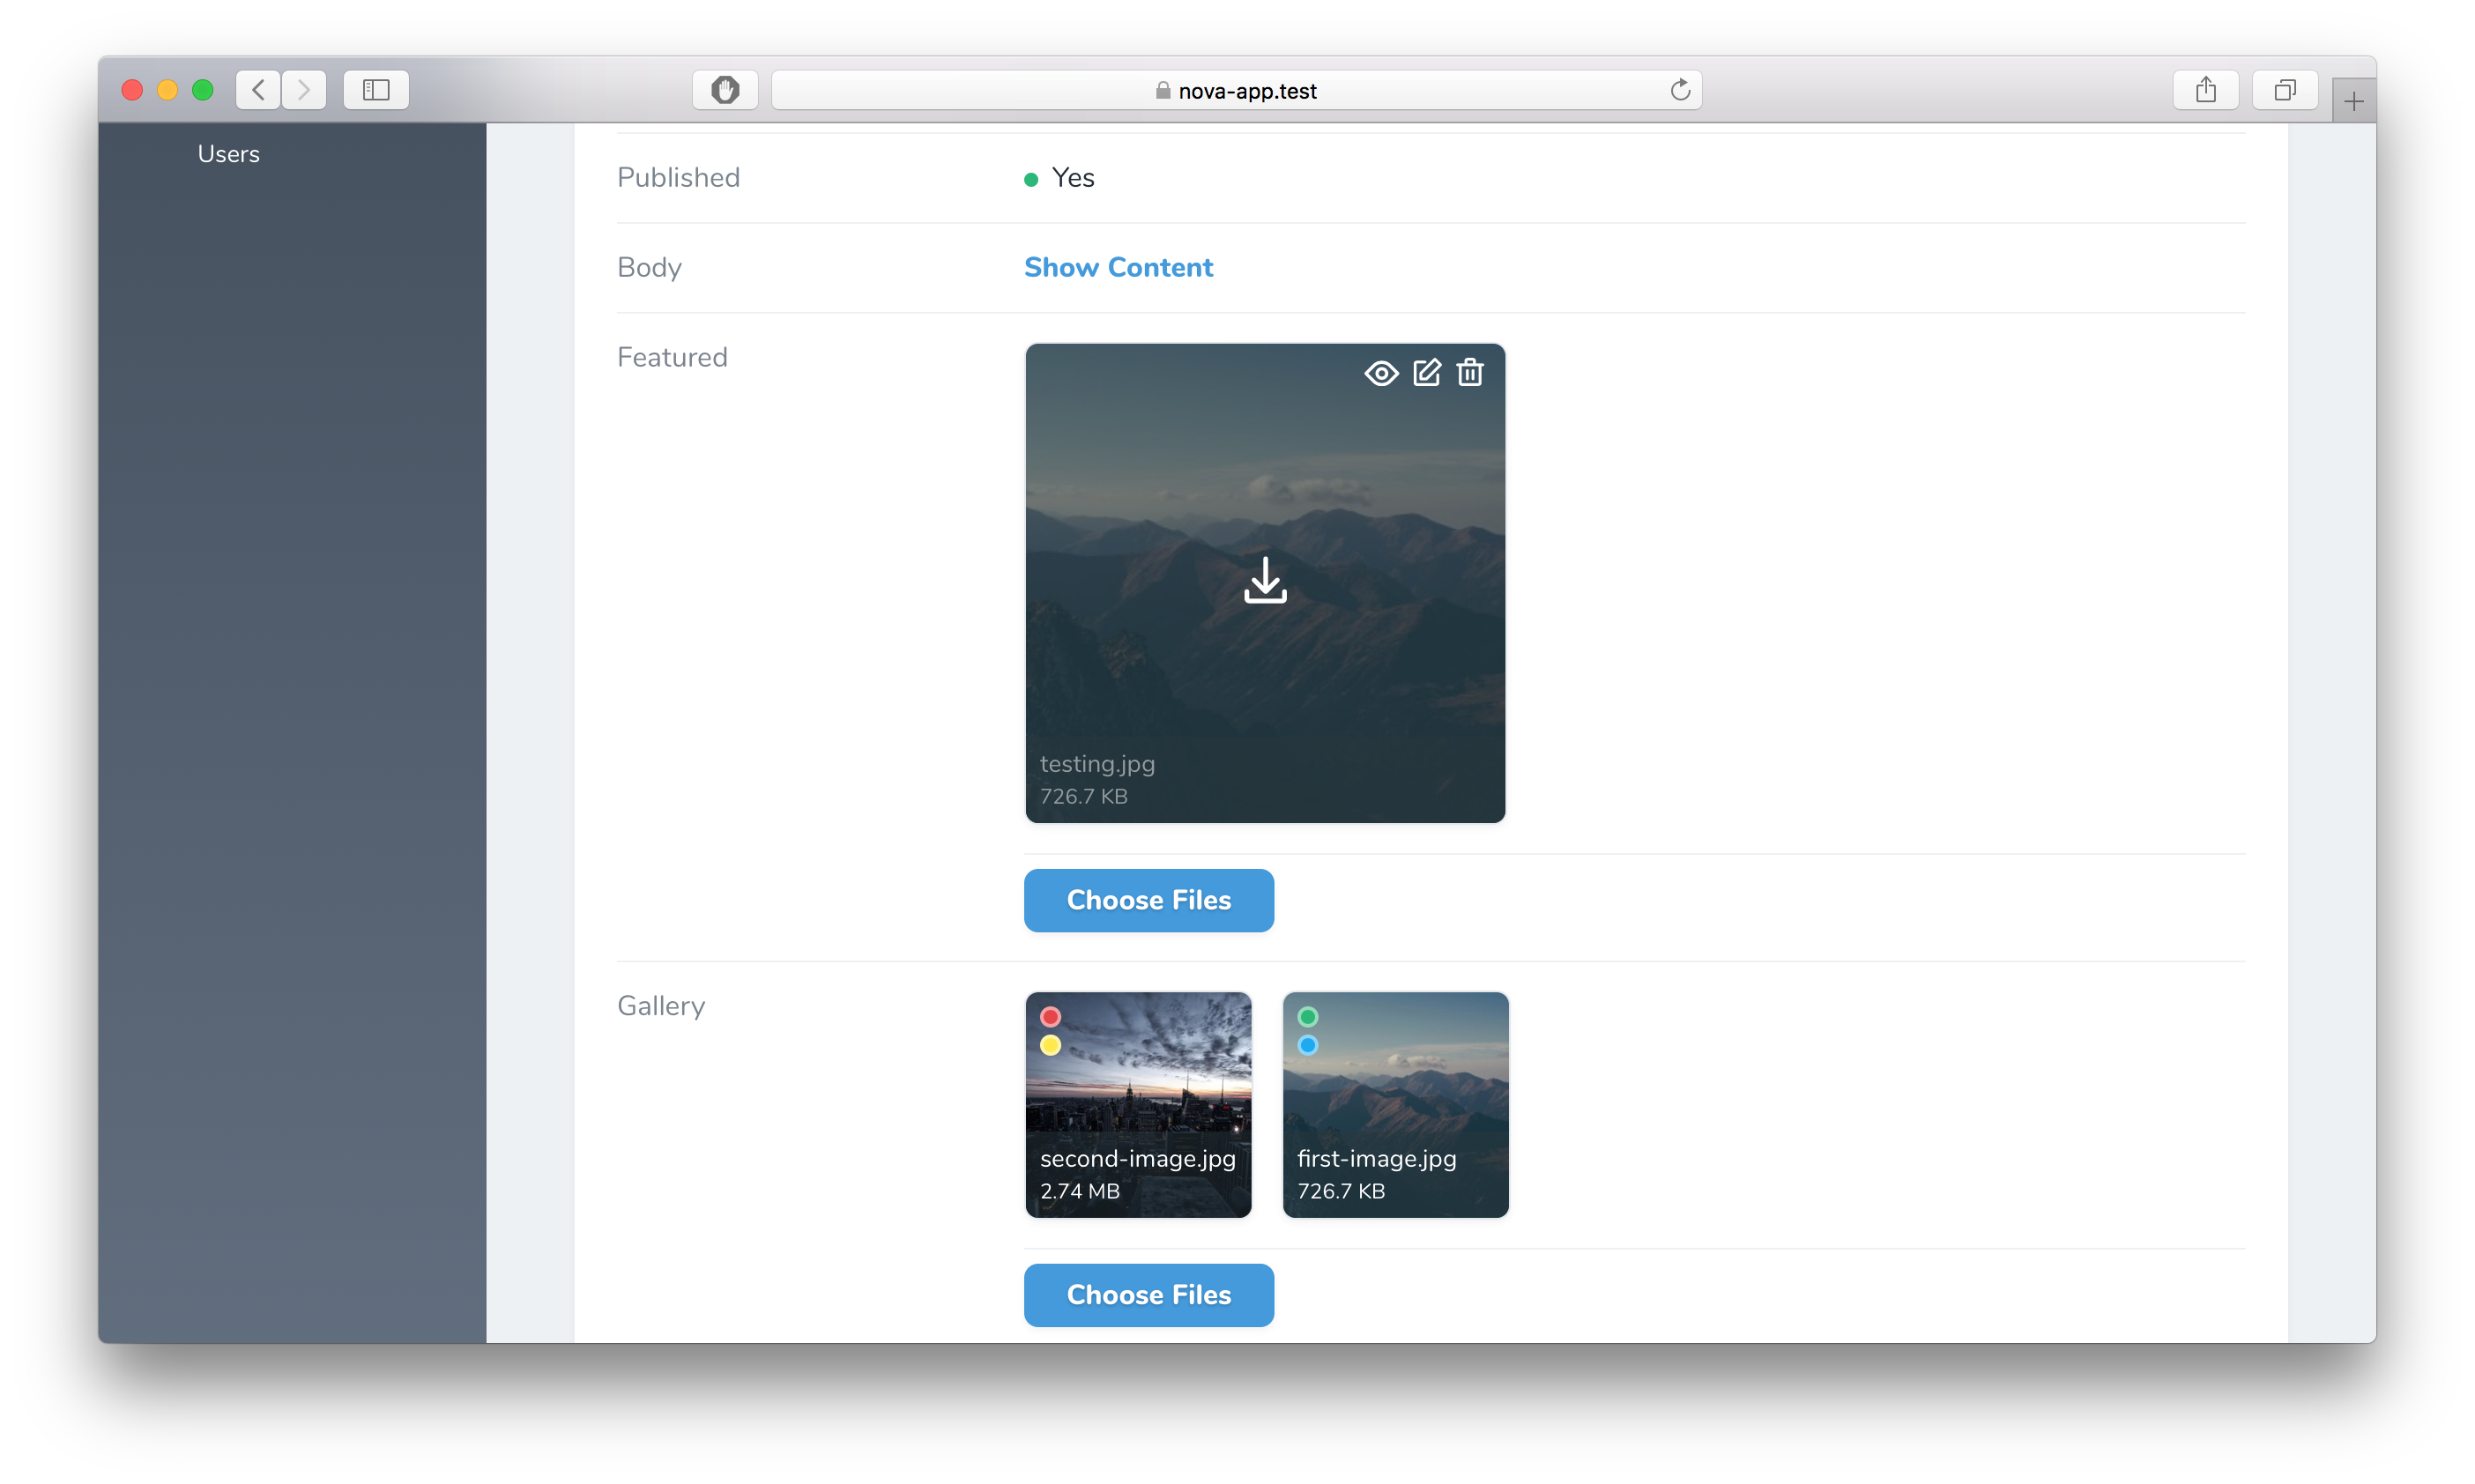 nova-app.test
Users
Published
Yes
Body
Show Content
Featured
testing.jpg
726.7 KB
Choose Files
Gallery
second-image.jpg
2.74 MB
first-image.jpg
726.7 KB
Choose Files